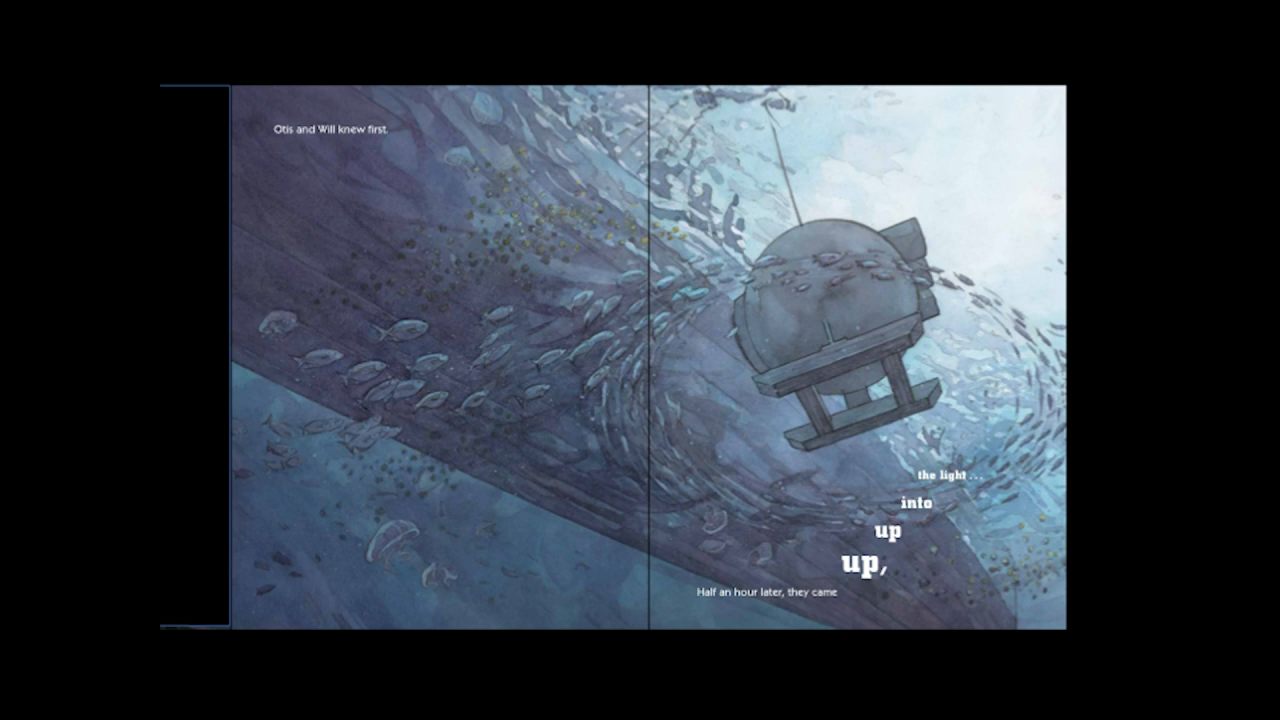 Otis and Will knew first.
Half an hour later, they came
up,
up
into
the light . . .